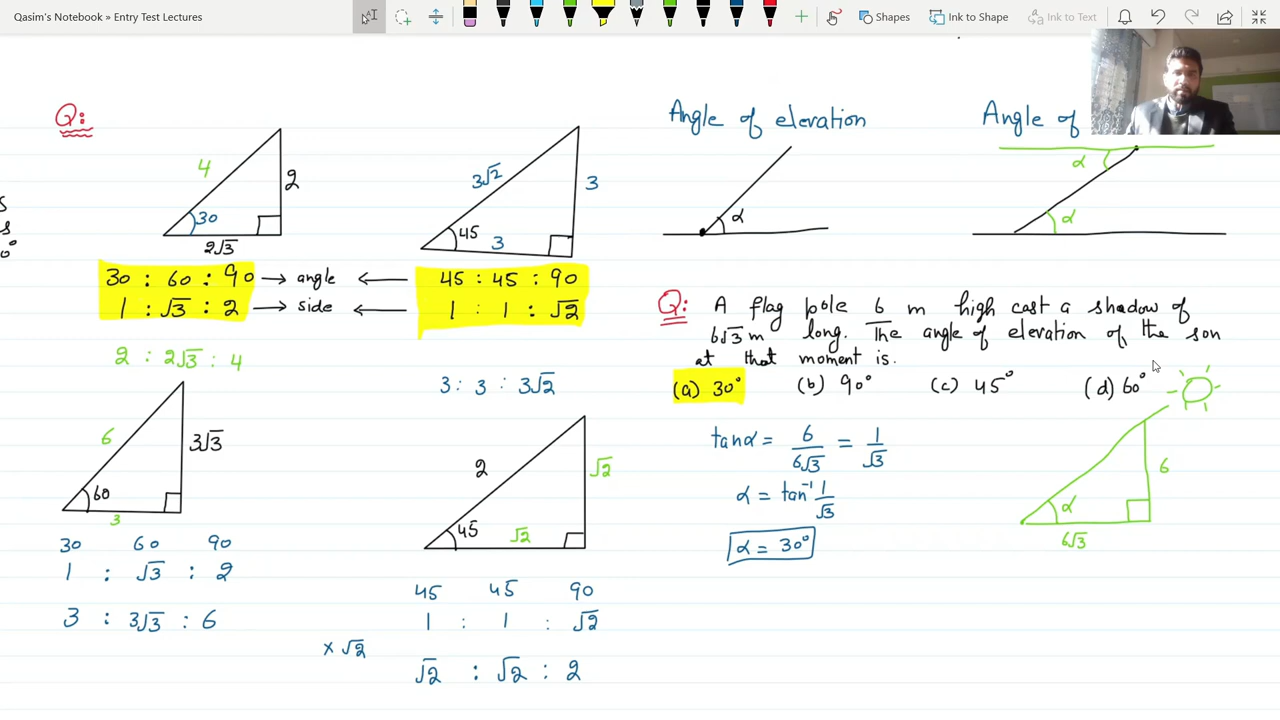 Qasim's Notebook » Entry Test Lectures
Shapes
Ink to Shape
Ink to Text
Q:
4
2
30
2√3
30 : 60 : 90 → angle ←
1 : √3 : 2 → side ←
2 : 2√3 : 4
6
3√3
60
3
30 60 90
1 : √3 : 2
3 : 3√3 : 6
3√2
3
45
3
45 : 45 : 90
1 : 1 : √2
3 : 3 : 3√2
2
√2
45
√2
45 45 90
1 : 1 : √2
× √2
√2 : √2 : 2
s
s
0°
Angle of elevation
α
Angle of
α
α
Q: A flag pole 6 m high cast a shadow of
6√3 m long. The angle of elevation of the son
at that moment is.
(a) 30° (b) 90° (c) 45° (d) 60°
tanα = 6/6√3 = 1/√3
α = tan⁻¹ 1/√3
α = 30°
6
α
6√3